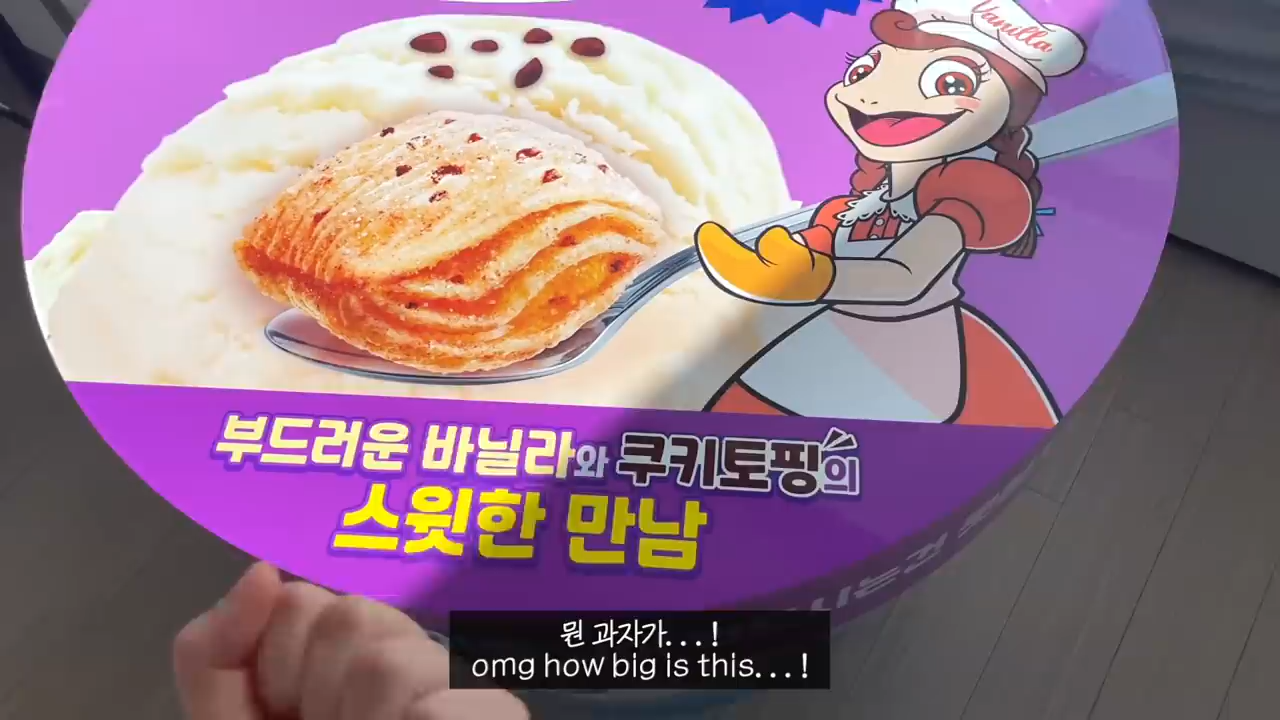 Vanilla
부드러운 바닐라와 쿠키토핑의
스윗한 만남
뭔 과자가...!
omg how big is this...!